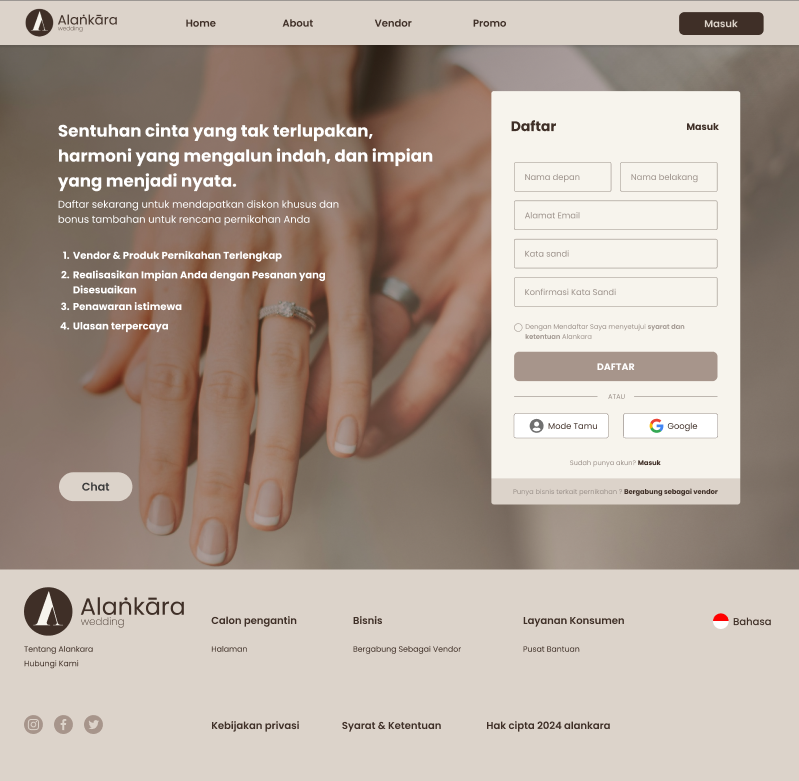 Alaṅkāra
wedding
Home
About
Vendor
Promo
Masuk
Sentuhan cinta yang tak terlupakan,
harmoni yang mengalun indah, dan impian
yang menjadi nyata.
Daftar sekarang untuk mendapatkan diskon khusus dan
bonus tambahan untuk rencana pernikahan Anda
1. Vendor & Produk Pernikahan Terlengkap
2. Realisasikan Impian Anda dengan Pesanan yang
Disesuaikan
3. Penawaran istimewa
4. Ulasan terpercaya
Chat
Daftar
Masuk
Nama depan
Nama belakang
Alamat Email
Kata sandi
Konfirmasi Kata Sandi
Dengan Mendaftar Saya menyetujui syarat dan
ketentuan Alankara
DAFTAR
ATAU
Mode Tamu
Google
Sudah punya akun? Masuk
Punya bisnis terkait pernikahan ? Bergabung sebagai vendor
Alaṅkāra
wedding
Tentang Alankara
Hubungi Kami
Calon pengantin
Halaman
Bisnis
Bergabung Sebagai Vendor
Layanan Konsumen
Pusat Bantuan
Bahasa
Kebijakan privasi
Syarat & Ketentuan
Hak cipta 2024 alankara